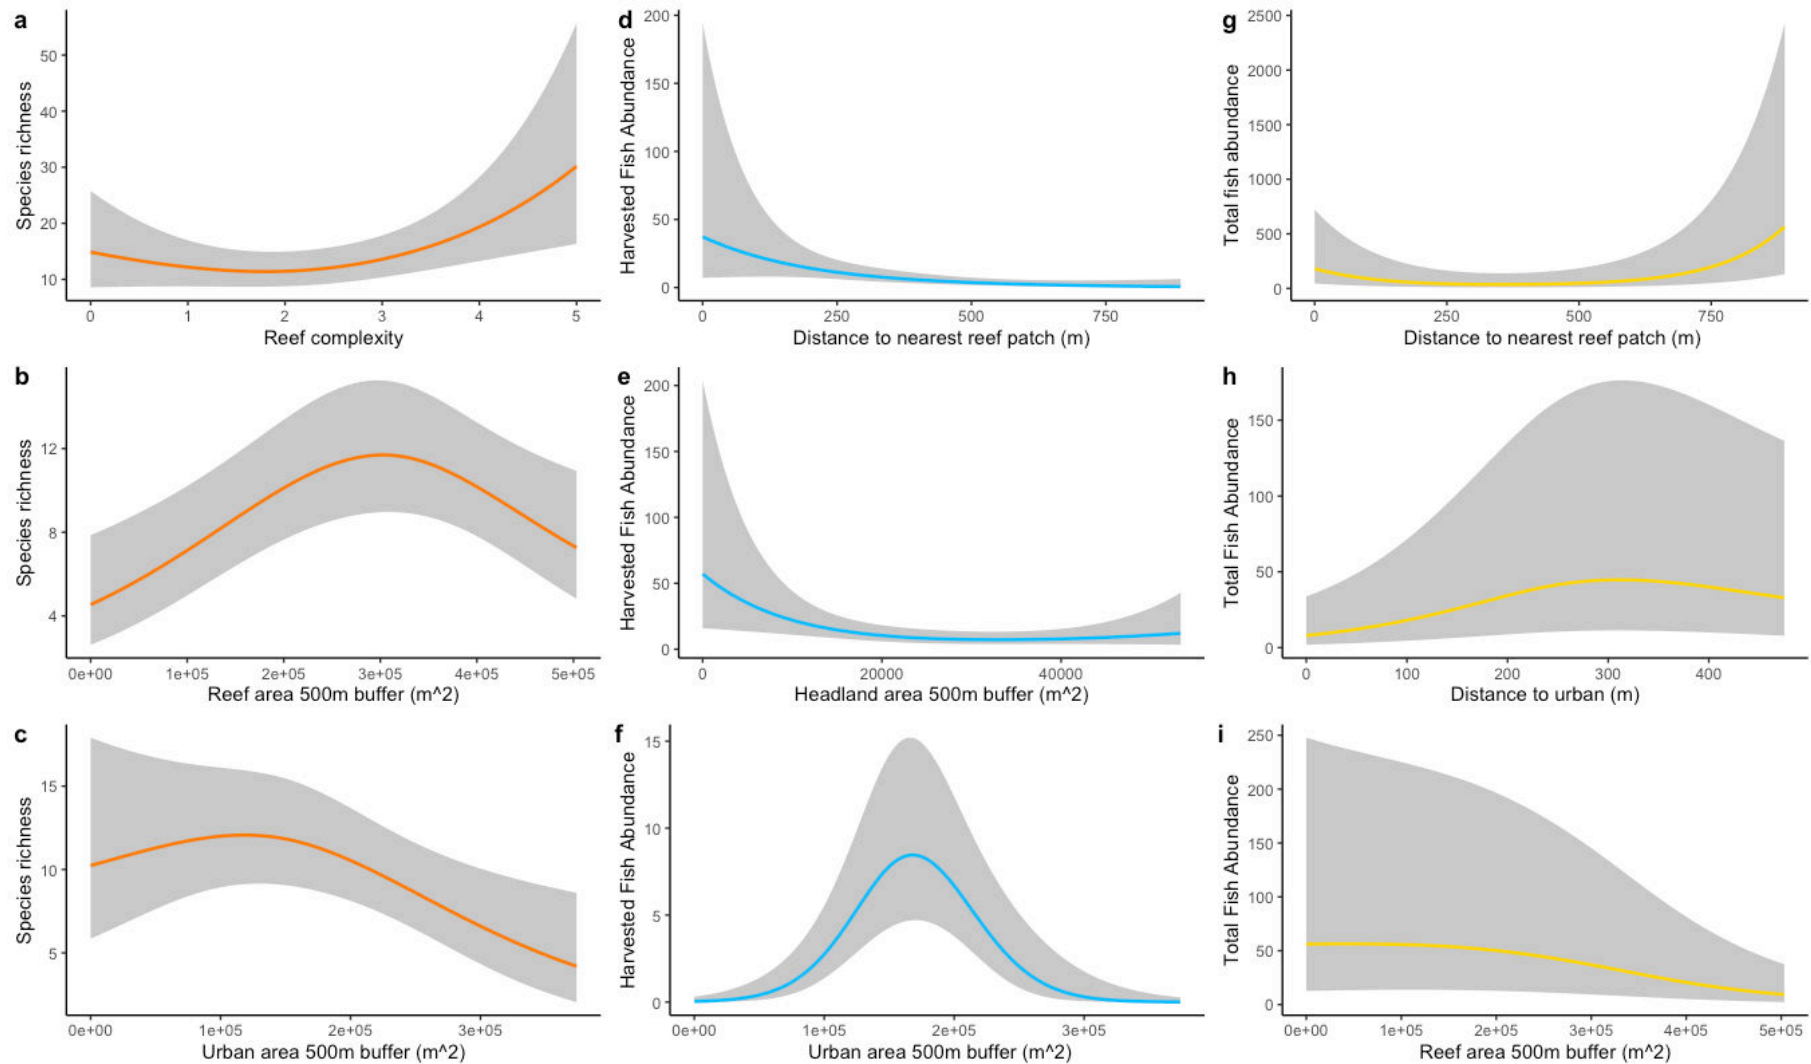 a
Species richness
50
40
30
20
10
0 1 2 3 4 5
Reef complexity
d
Harvested Fish Abundance
200
150
100
50
0
0 250 500 750
Distance to nearest reef patch (m)
g
Total fish abundance
2500
2000
1500
1000
500
0
0 250 500 750
Distance to nearest reef patch (m)
b
Species richness
12
8
4
0e+00 1e+05 2e+05 3e+05 4e+05 5e+05
Reef area 500m buffer (m^2)
e
Harvested Fish Abundance
200
150
100
50
0
0 20000 40000
Headland area 500m buffer (m^2)
h
Total Fish Abundance
150
100
50
0
0 100 200 300 400
Distance to urban (m)
c
Species richness
15
10
5
0e+00 1e+05 2e+05 3e+05
Urban area 500m buffer (m^2)
f
Harvested Fish Abundance
15
10
5
0
0e+00 1e+05 2e+05 3e+05
Urban area 500m buffer (m^2)
i
Total Fish Abundance
250
200
150
100
50
0
0e+00 1e+05 2e+05 3e+05 4e+05 5e+05
Reef area 500m buffer (m^2)